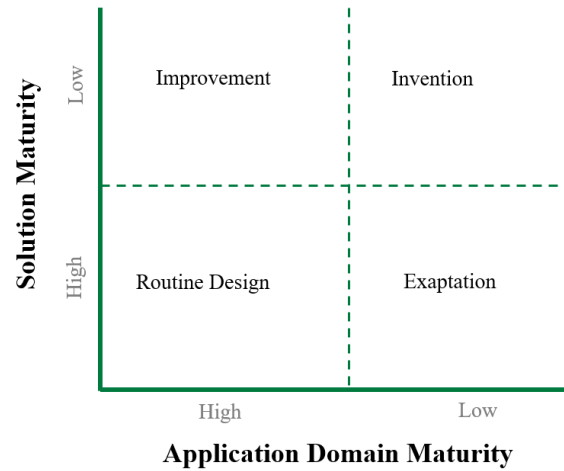 Solution Maturity
Low
High
Improvement
Invention
Routine Design
Exaptation
High
Low
Application Domain Maturity